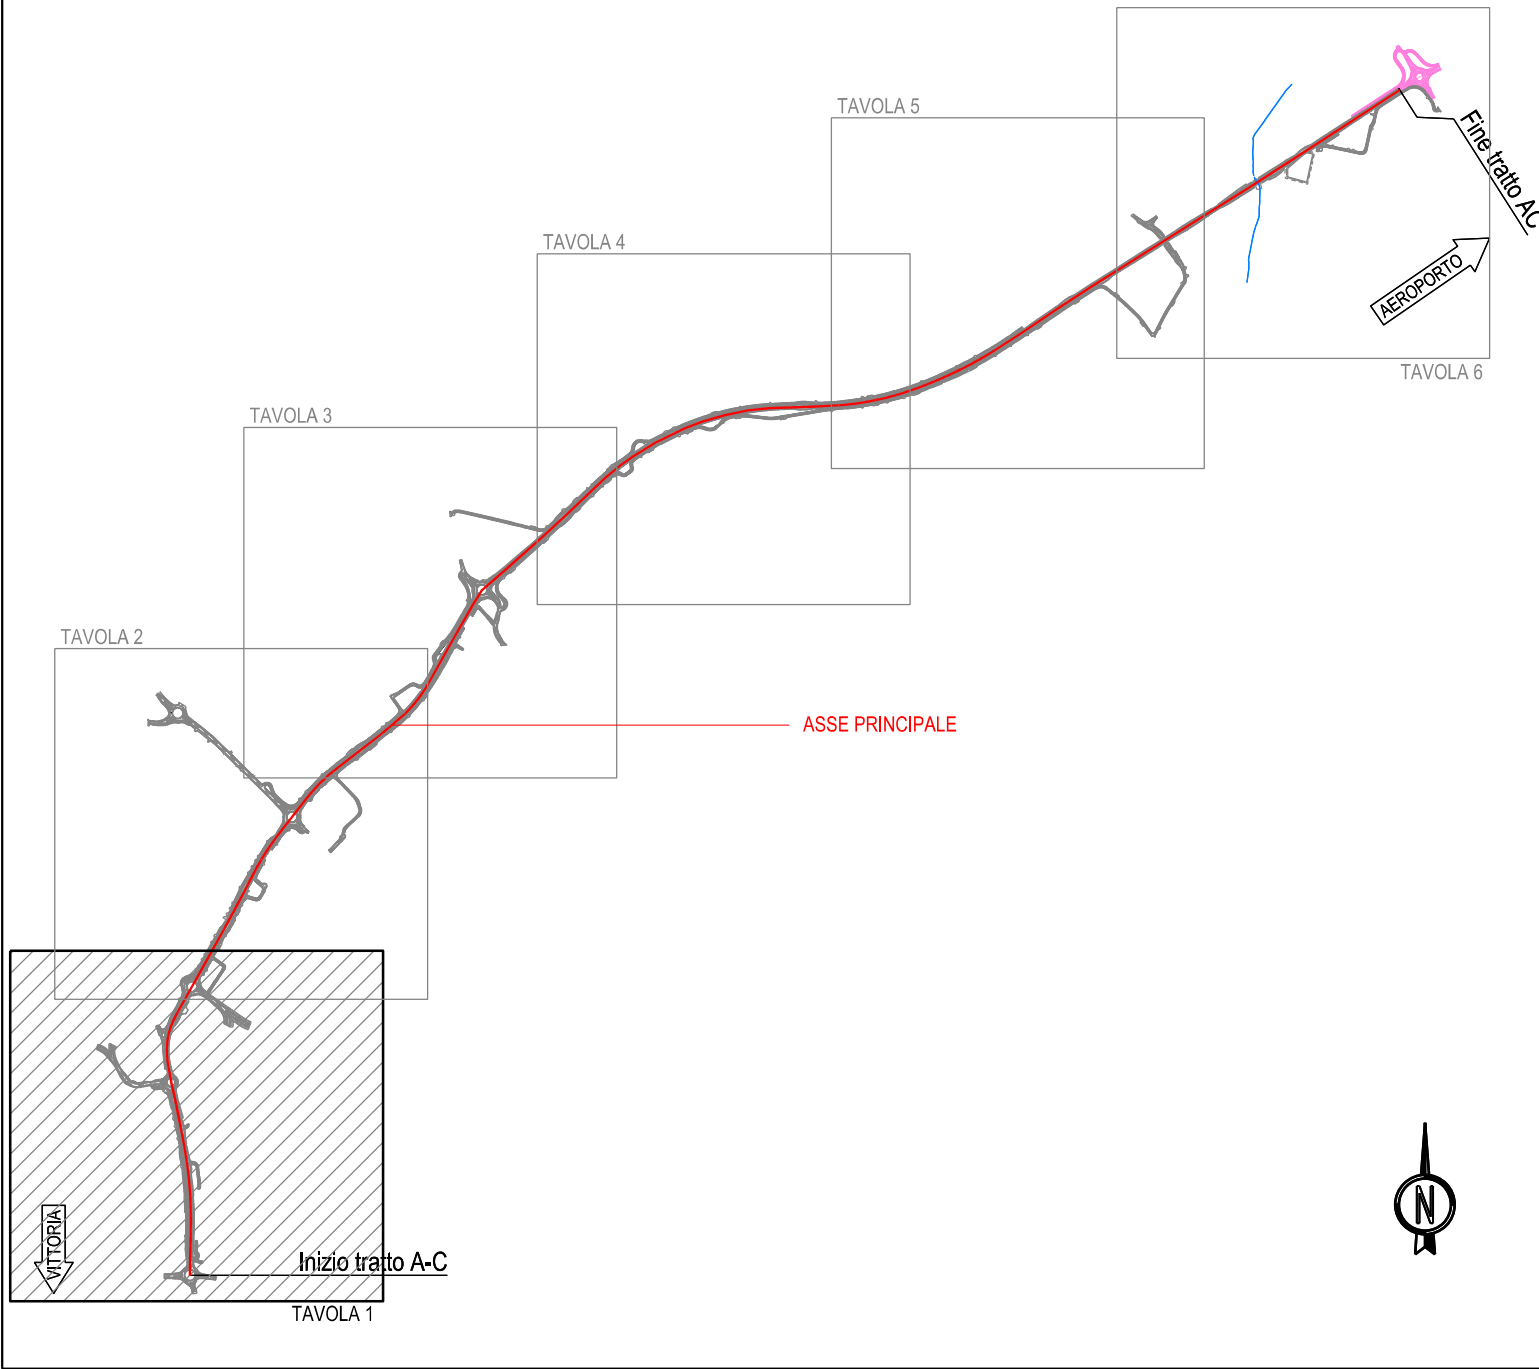 TAVOLA 5
Fine tratto AC
TAVOLA 4
AEROPORTO
TAVOLA 6
TAVOLA 3
TAVOLA 2
ASSE PRINCIPALE
N
VITTORIA
Inizio tratto A-C
TAVOLA 1